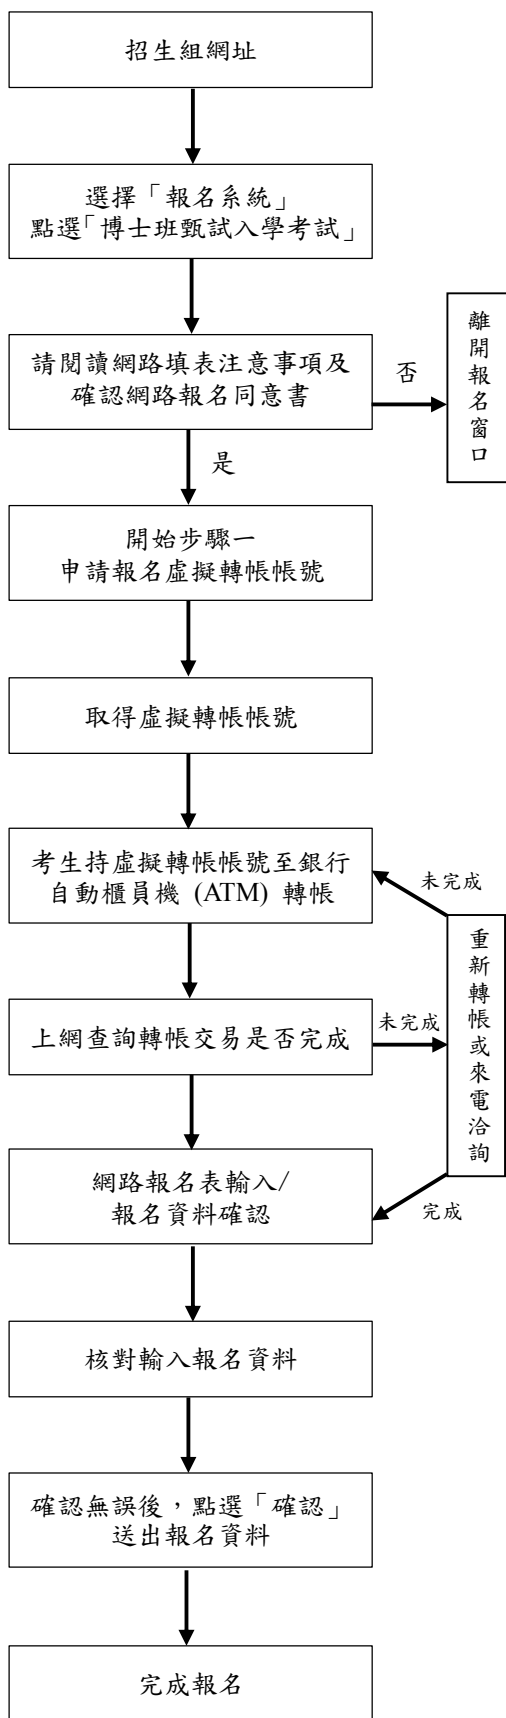 招生組網址
選擇「報名系統」
點選「博士班甄試入學考試」
請閱讀網路填表注意事項及
確認網路報名同意書
否
離開報名窗口
是
開始步驟一
申請報名虛擬轉帳帳號
取得虛擬轉帳帳號
考生持虛擬轉帳帳號至銀行
自動櫃員機 (ATM) 轉帳
未完成
上網查詢轉帳交易是否完成
未完成
重新轉帳或來電洽詢
網路報名表輸入/
報名資料確認
完成
核對輸入報名資料
確認無誤後，點選「確認」
送出報名資料
完成報名